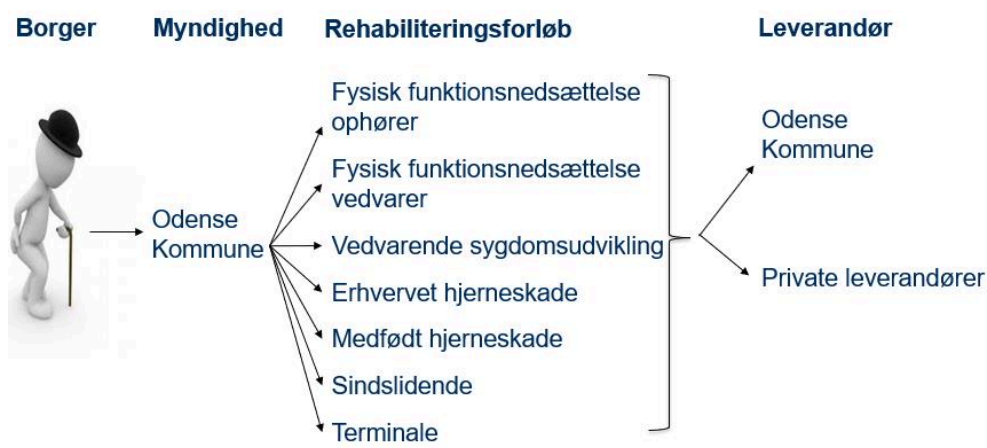 Borger
Myndighed
Rehabiliteringsforløb
Leverandør
Odense
Kommune
Fysisk funktionsnedsættelse
ophører
Fysisk funktionsnedsættelse
vedvarer
Vedvarende sygdomsudvikling
Erhvervet hjerneskade
Medfødt hjerneskade
Sindslidende
Terminale
Odense
Kommune
Private leverandører